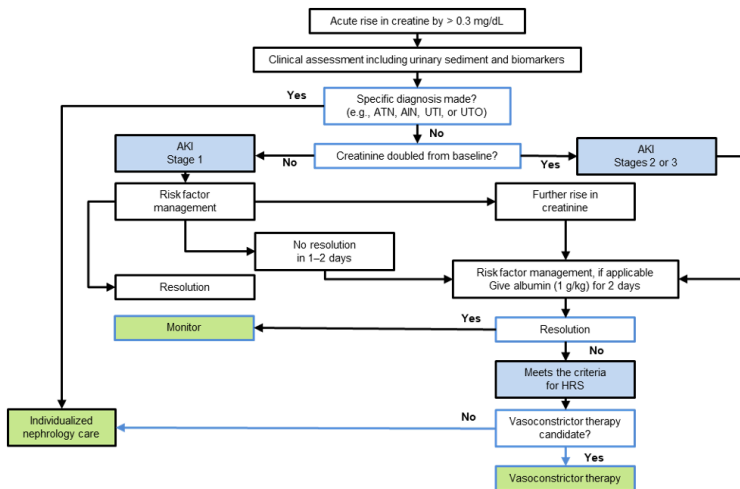 Acute rise in creatine by > 0.3 mg/dL
Clinical assessment including urinary sediment and biomarkers
Yes
Specific diagnosis made?
(e.g., ATN, AIN, UTI, or UTO)
No
AKI
Stage 1
No
Creatinine doubled from baseline?
Yes
AKI
Stages 2 or 3
Risk factor
management
Further rise in
creatinine
No resolution
in 1–2 days
Resolution
Risk factor management, if applicable
Give albumin (1 g/kg) for 2 days
Monitor
Yes
Resolution
No
Meets the criteria
for HRS
Individualized
nephrology care
No
Vasoconstrictor therapy
candidate?
Yes
Vasoconstrictor therapy